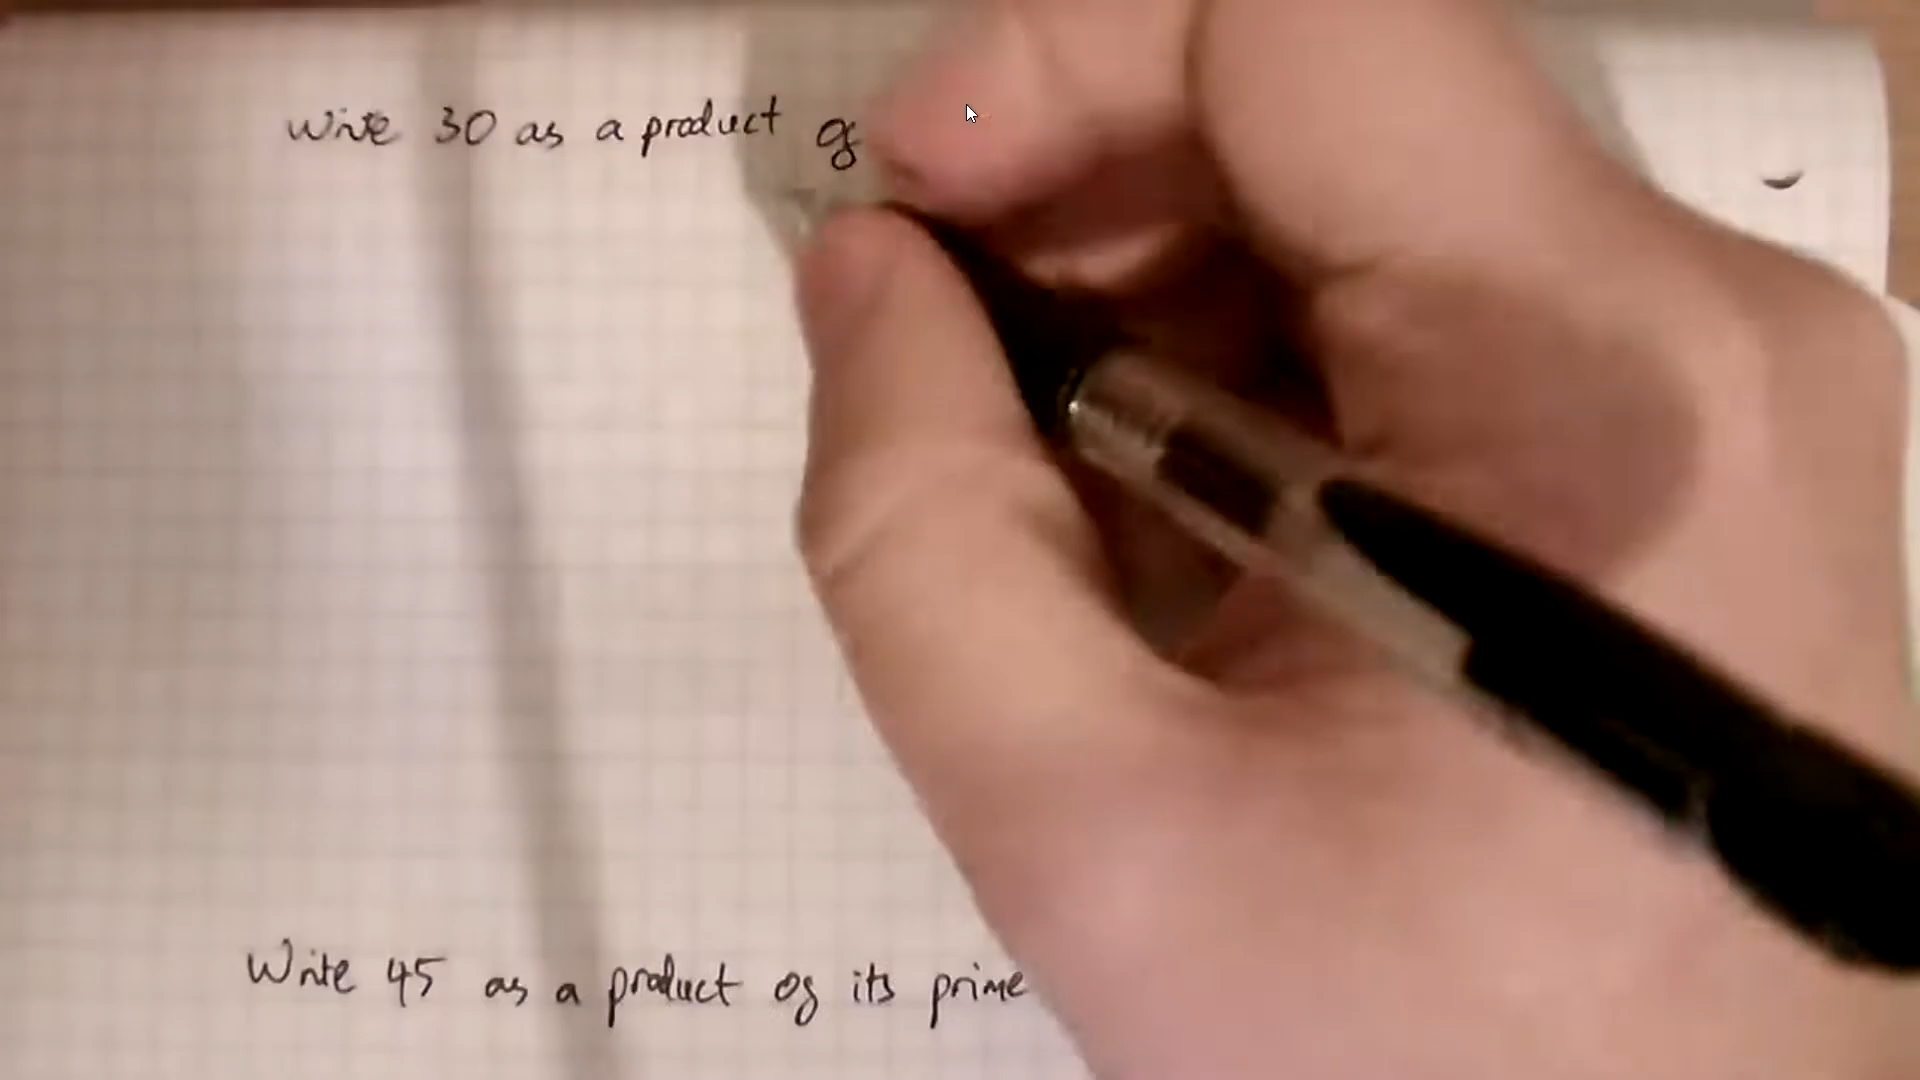 Write 30 as a product of
Write 45 as a product of its prime